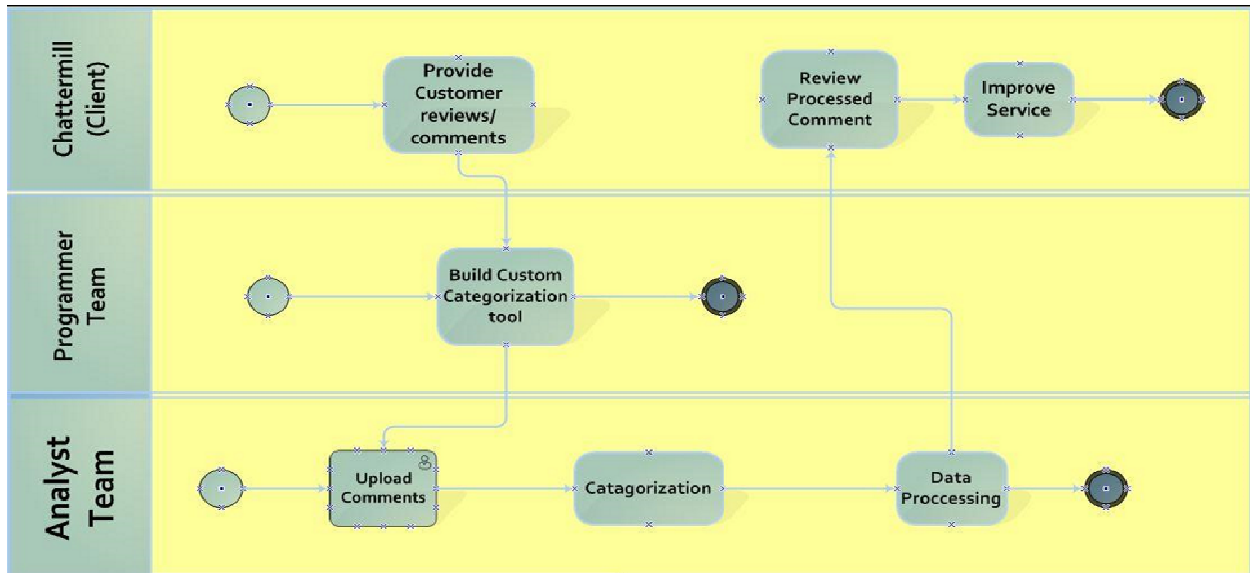 Chattermill
(Client)
Provide
Customer
reviews/
comments
Review
Processed
Comment
Improve
Service
Programmer
Team
Build Custom
Categorization
tool
Analyst
Team
Upload
Comments
Catagorization
Data
Proccessing